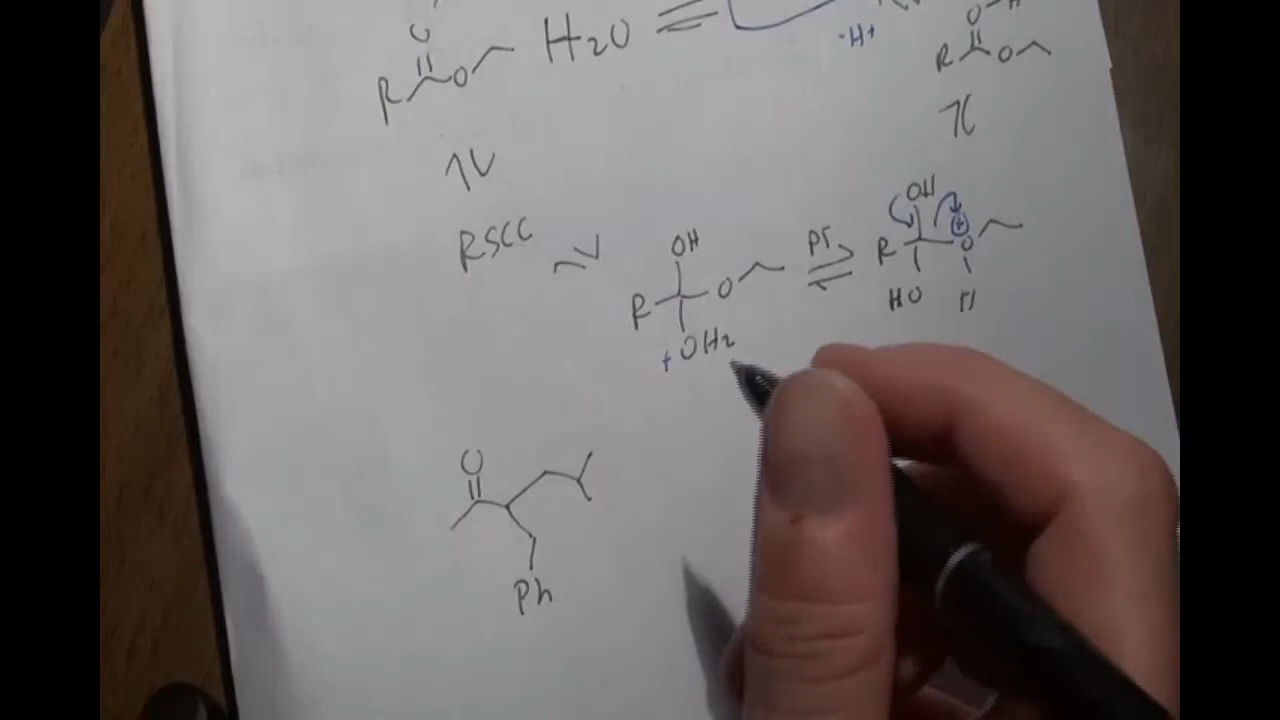 O O H
R O H2O -H+ R O
OH
RSCC OH PT R O
R O HO H
+OH2
O
Ph